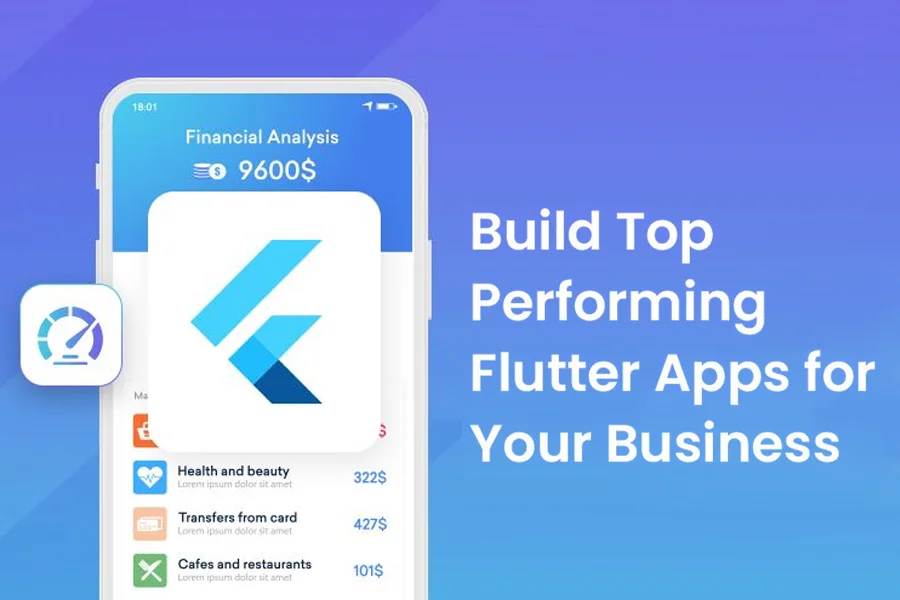 18:01
Financial Analysis
$ 9600$
Build Top
Performing
Flutter Apps for
Your Business
Ma
$
Health and beauty 322$
Lorem ipsum dolor sit amet
Transfers from card 427$
Lorem ipsum dolor sit amet
Cafes and restaurants 101$
Lorem ipsum dolor sit amet